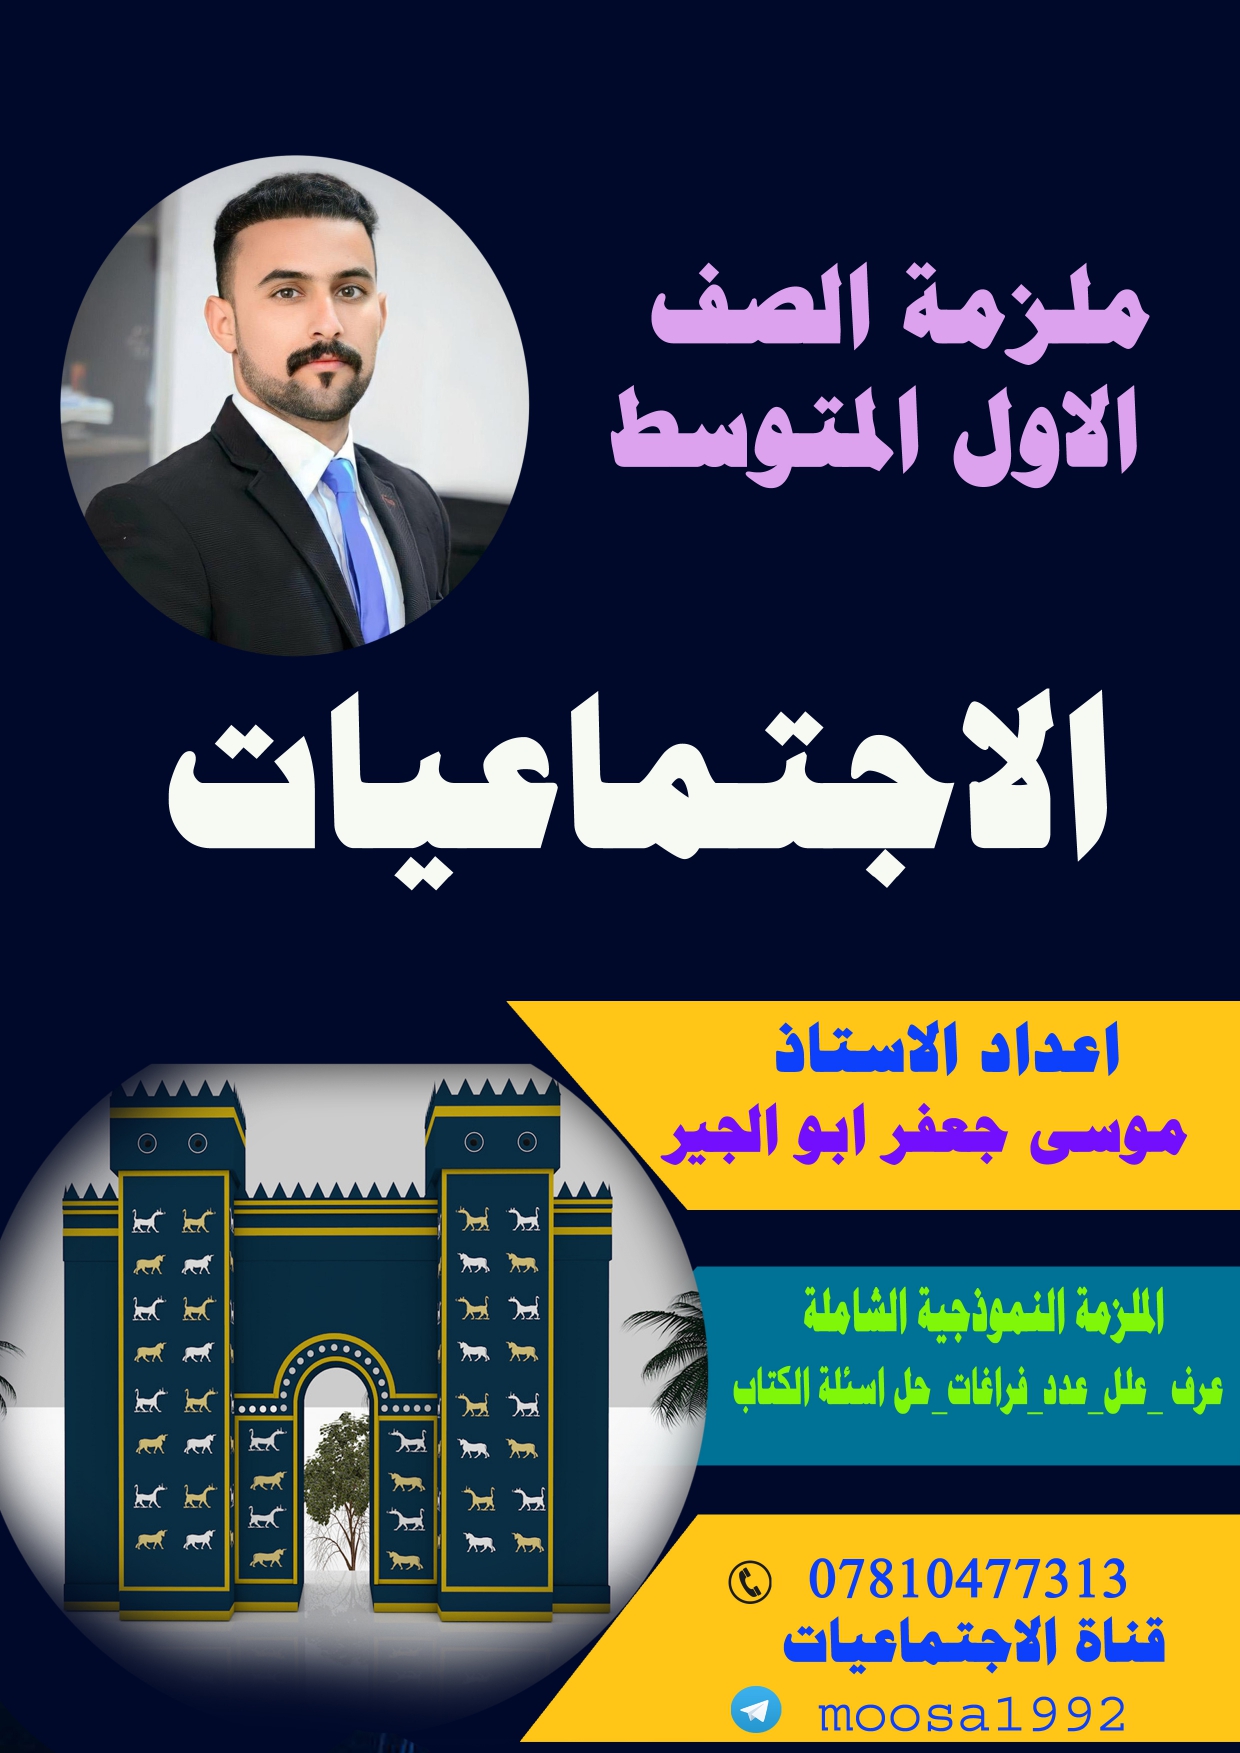 ملزمة الصف
الاول المتوسط
الاجتماعيات
اعداد الاستاذ
موسى جعفر ابو الجير
الملزمة النموذجية الشاملة
عرف _علل_عدد_فراغات_حل اسئلة الكتاب
07810477313
قناة الاجتماعيات
moosa1992